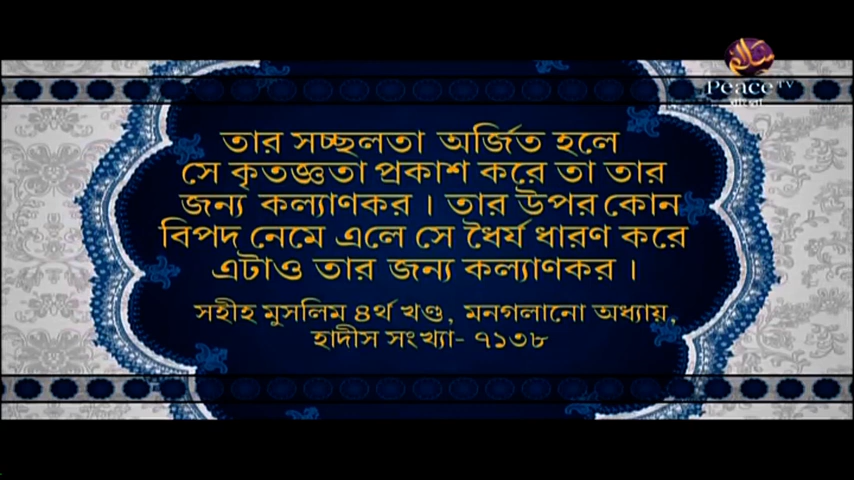 سلام
Peace TV
বাংলা
তার সচ্ছলতা অর্জিত হলে
সে কৃতজ্ঞতা প্রকাশ করে তা তার
জন্য কল্যাণকর । তার উপর কোন
বিপদ নেমে এলে সে ধৈর্য ধারণ করে
এটাও তার জন্য কল্যাণকর ।
সহীহ মুসলিম ৪র্থ খণ্ড, মনগলানো অধ্যায়,
হাদীস সংখ্যা- ৭১৩৮